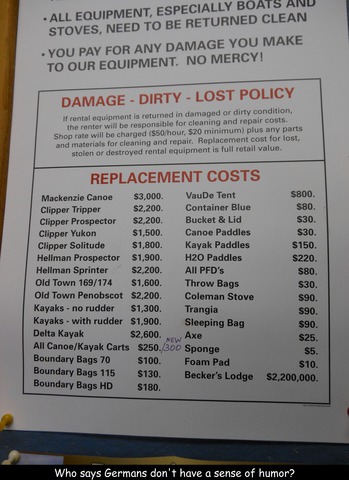 • ALL EQUIPMENT, ESPECIALLY BOATS AND
STOVES, NEED TO BE RETURNED CLEAN
• YOU PAY FOR ANY DAMAGE YOU MAKE
TO OUR EQUIPMENT. NO MERCY!
DAMAGE - DIRTY - LOST POLICY
If rental equipment is returned in damaged or dirty condition,
the renter will be responsible for cleaning and repair costs.
Shop rate will be charged ($50/hour, $20 minimum) plus any parts
and materials for cleaning and repair. Replacement cost for lost,
stolen or destroyed rental equipment is full retail value.
REPLACEMENT COSTS
Mackenzie Canoe $3,000.
Clipper Tripper $2,200.
Clipper Prospector $2,200.
Clipper Yukon $1,500.
Clipper Solitude $1,800.
Hellman Prospector $1,900.
Hellman Sprinter $2,200.
Old Town 169/174 $1,600.
Old Town Penobscot $2,200.
Kayaks - no rudder $1,300.
Kayaks - with rudder $1,900.
Delta Kayak $2,600.
All Canoe/Kayak Carts $250. NEW /300
Boundary Bags 70 $100.
Boundary Bags 115 $130.
Boundary Bags HD $180.
VauDe Tent $800.
Container Blue $80.
Bucket & Lid $30.
Canoe Paddles $30.
Kayak Paddles $150.
H2O Paddles $220.
All PFD's $80.
Throw Bags $30.
Coleman Stove $90.
Trangia $90.
Sleeping Bag $90.
Axe $25.
Sponge $5.
Foam Pad $10.
Becker's Lodge $2,200,000.
Who says Germans don't have a sense of humor?